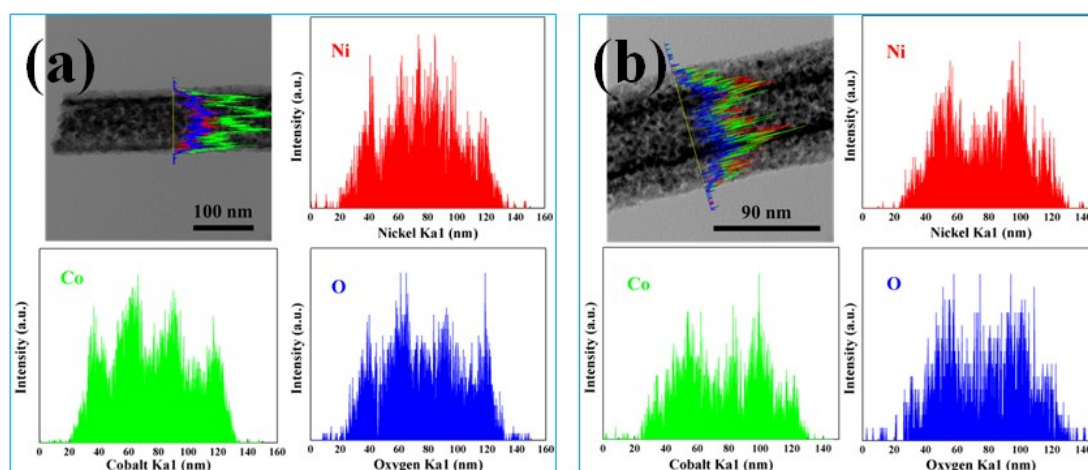 (a)
100 nm
Ni
Intensity (a.u.)
0 20 40 60 80 100 120 140 160
Nickel Ka1 (nm)
Co
Intensity (a.u.)
0 20 40 60 80 100 120 140 160
Cobalt Ka1 (nm)
O
Intensity (a.u.)
0 20 40 60 80 100 120 140 160
Oxygen Ka1 (nm)
(b)
90 nm
Ni
Intensity (a.u.)
0 20 40 60 80 100 120 140
Nickel Ka1 (nm)
Co
Intensity (a.u.)
0 20 40 60 80 100 120 140
Cobalt Ka1 (nm)
O
Intensity (a.u.)
0 20 40 60 80 100 120 140
Oxygen Ka1 (nm)